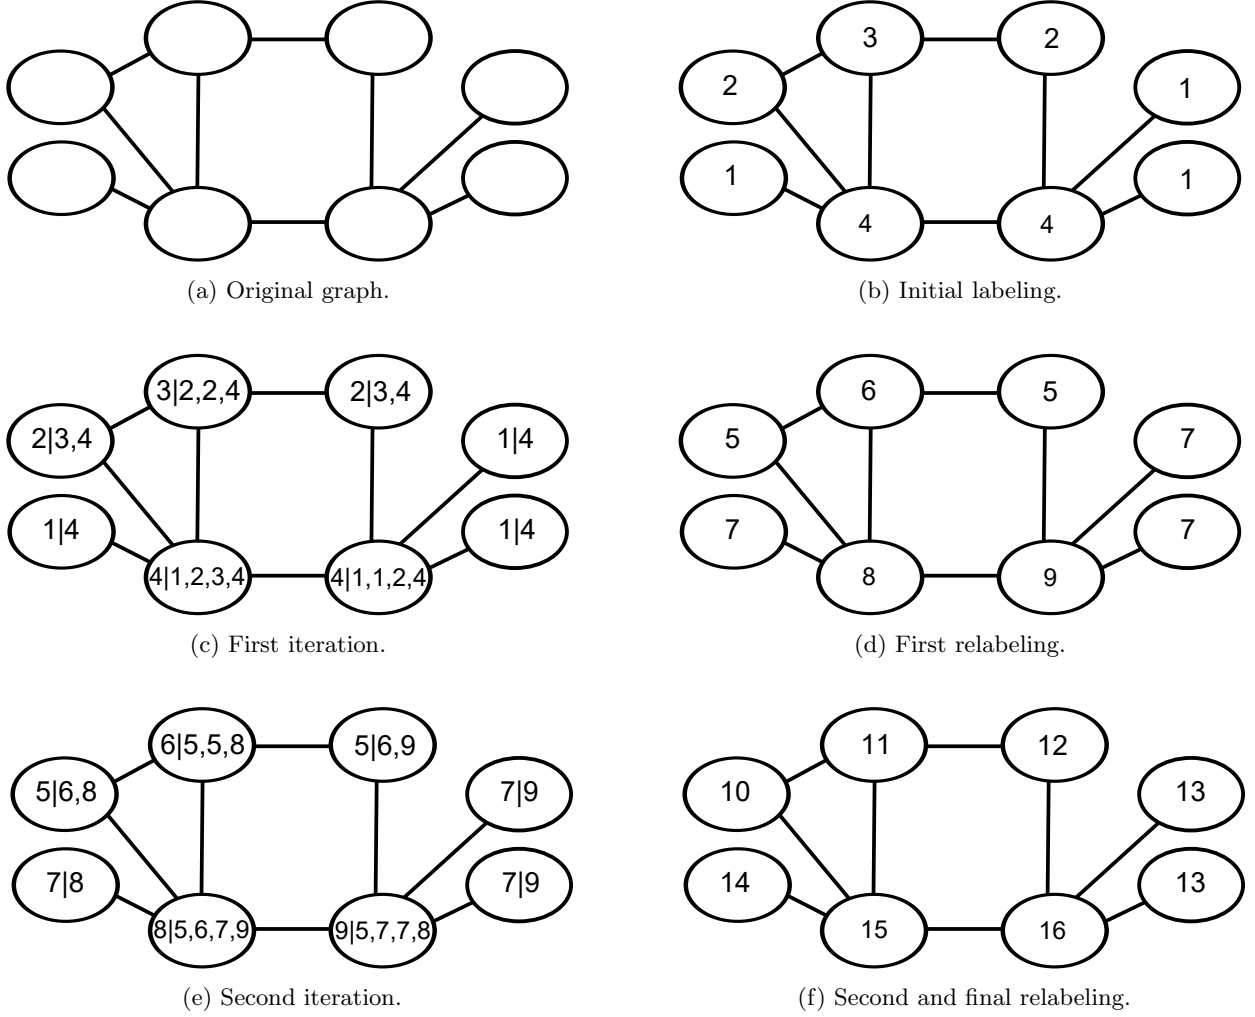 3 2
2 1
1 1
4 4
(a) Original graph. (b) Initial labeling.
3|2,2,4 2|3,4 6 5
2|3,4 1|4 5 7
1|4 1|4 7 7
4|1,2,3,4 4|1,1,2,4 8 9
(c) First iteration. (d) First relabeling.
6|5,5,8 5|6,9 11 12
5|6,8 7|9 10 13
7|8 7|9 14 13
8|5,6,7,9 9|5,7,7,8 15 16
(e) Second iteration. (f) Second and final relabeling.